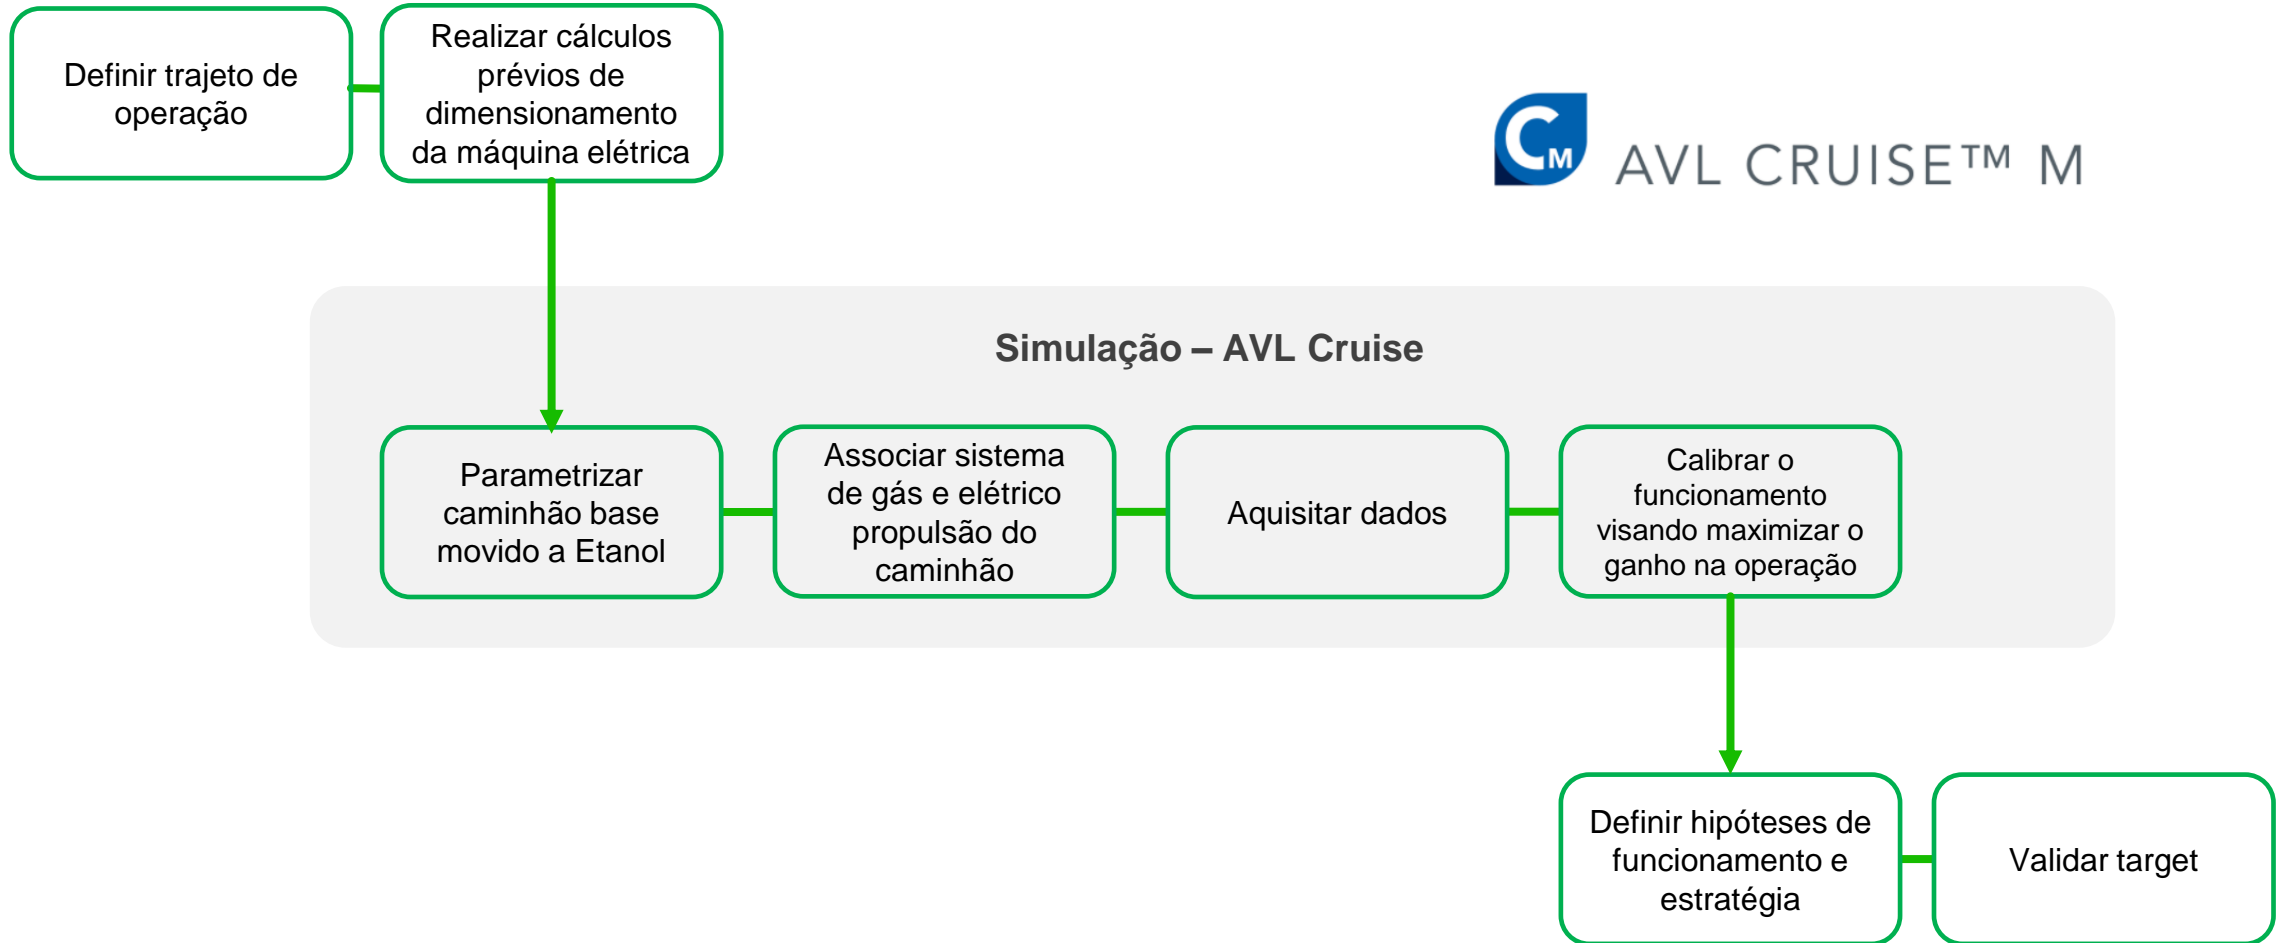 Definir trajeto de
operação
Realizar cálculos
prévios de
dimensionamento
da máquina elétrica
CM
AVL CRUISE™ M
Simulação – AVL Cruise
Parametrizar
caminhão base
movido a Etanol
Associar sistema
de gás e elétrico
propulsão do
caminhão
Aquisitar dados
Calibrar o
funcionamento
visando maximizar o
ganho na operação
Definir hipóteses de
funcionamento e
estratégia
Validar target